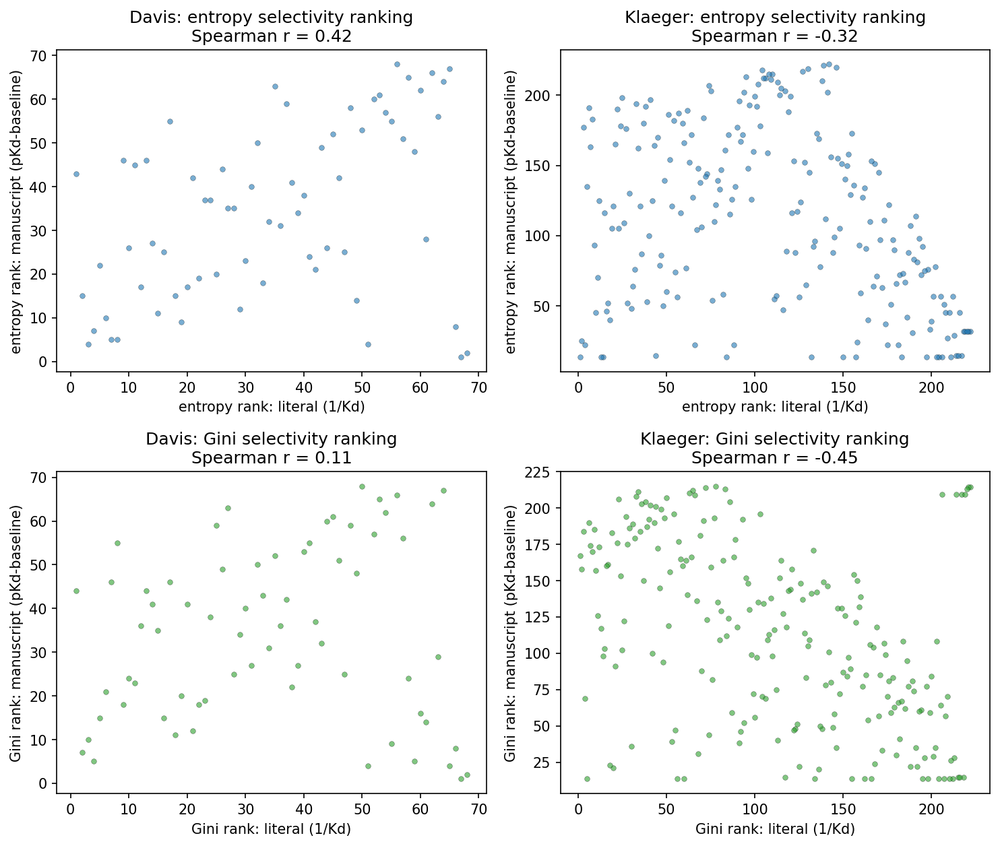 Davis: entropy selectivity ranking
Spearman r = 0.42
70
60
50
40
30
20
10
0
entropy rank: manuscript (pKd-baseline)
0 10 20 30 40 50 60 70
entropy rank: literal (1/Kd)
Klaeger: entropy selectivity ranking
Spearman r = -0.32
200
150
100
50
entropy rank: manuscript (pKd-baseline)
0 50 100 150 200
entropy rank: literal (1/Kd)
Davis: Gini selectivity ranking
Spearman r = 0.11
70
60
50
40
30
20
10
0
Gini rank: manuscript (pKd-baseline)
0 10 20 30 40 50 60 70
Gini rank: literal (1/Kd)
Klaeger: Gini selectivity ranking
Spearman r = -0.45
225
200
175
150
125
100
75
50
25
Gini rank: manuscript (pKd-baseline)
0 50 100 150 200
Gini rank: literal (1/Kd)